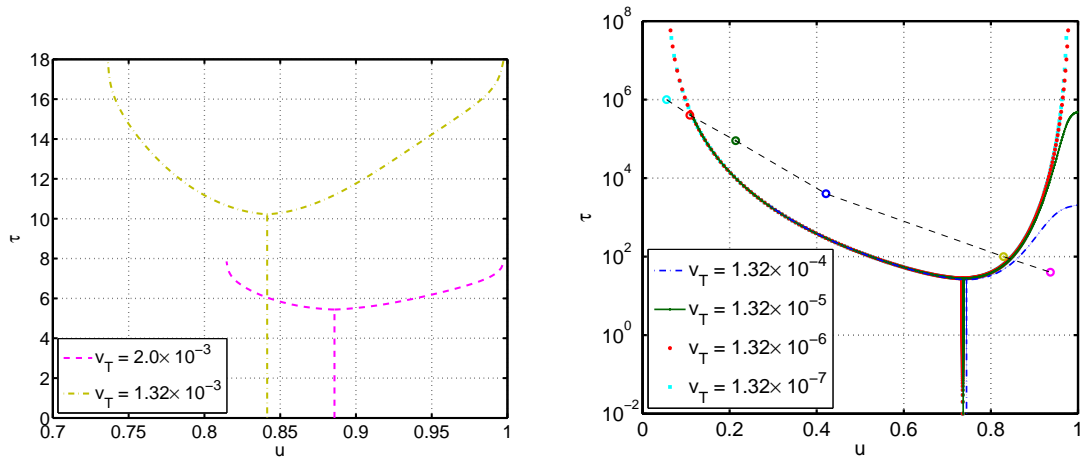 18
16
14
12
10
8
6
4
2
0
τ
0.7 0.75 0.8 0.85 0.9 0.95 1
u
v_T = 2.0× 10^−3
v_T = 1.32× 10^−3
10^8
10^6
10^4
10^2
10^0
10^−2
τ
0 0.2 0.4 0.6 0.8 1
u
v_T = 1.32× 10^−4
v_T = 1.32× 10^−5
v_T = 1.32× 10^−6
v_T = 1.32× 10^−7